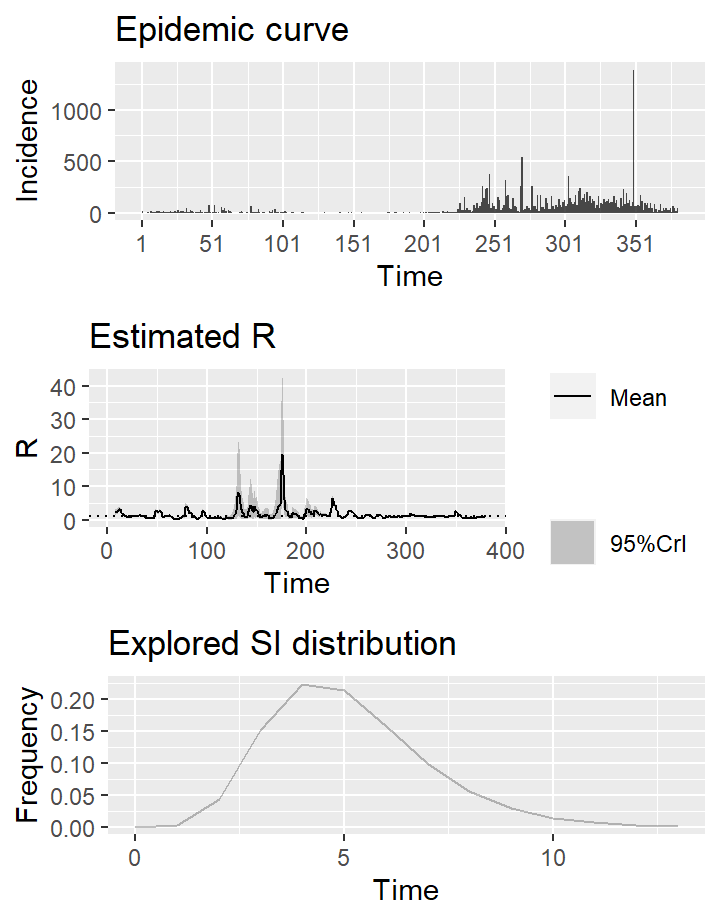 Epidemic curve
Incidence
1000
500
0
1 51 101 151 201 251 301 351
Time
Estimated R
R
40
30
20
10
0
0 100 200 300 400
Time
Mean
95%CrI
Explored SI distribution
Frequency
0.20
0.15
0.10
0.05
0.00
0 5 10
Time